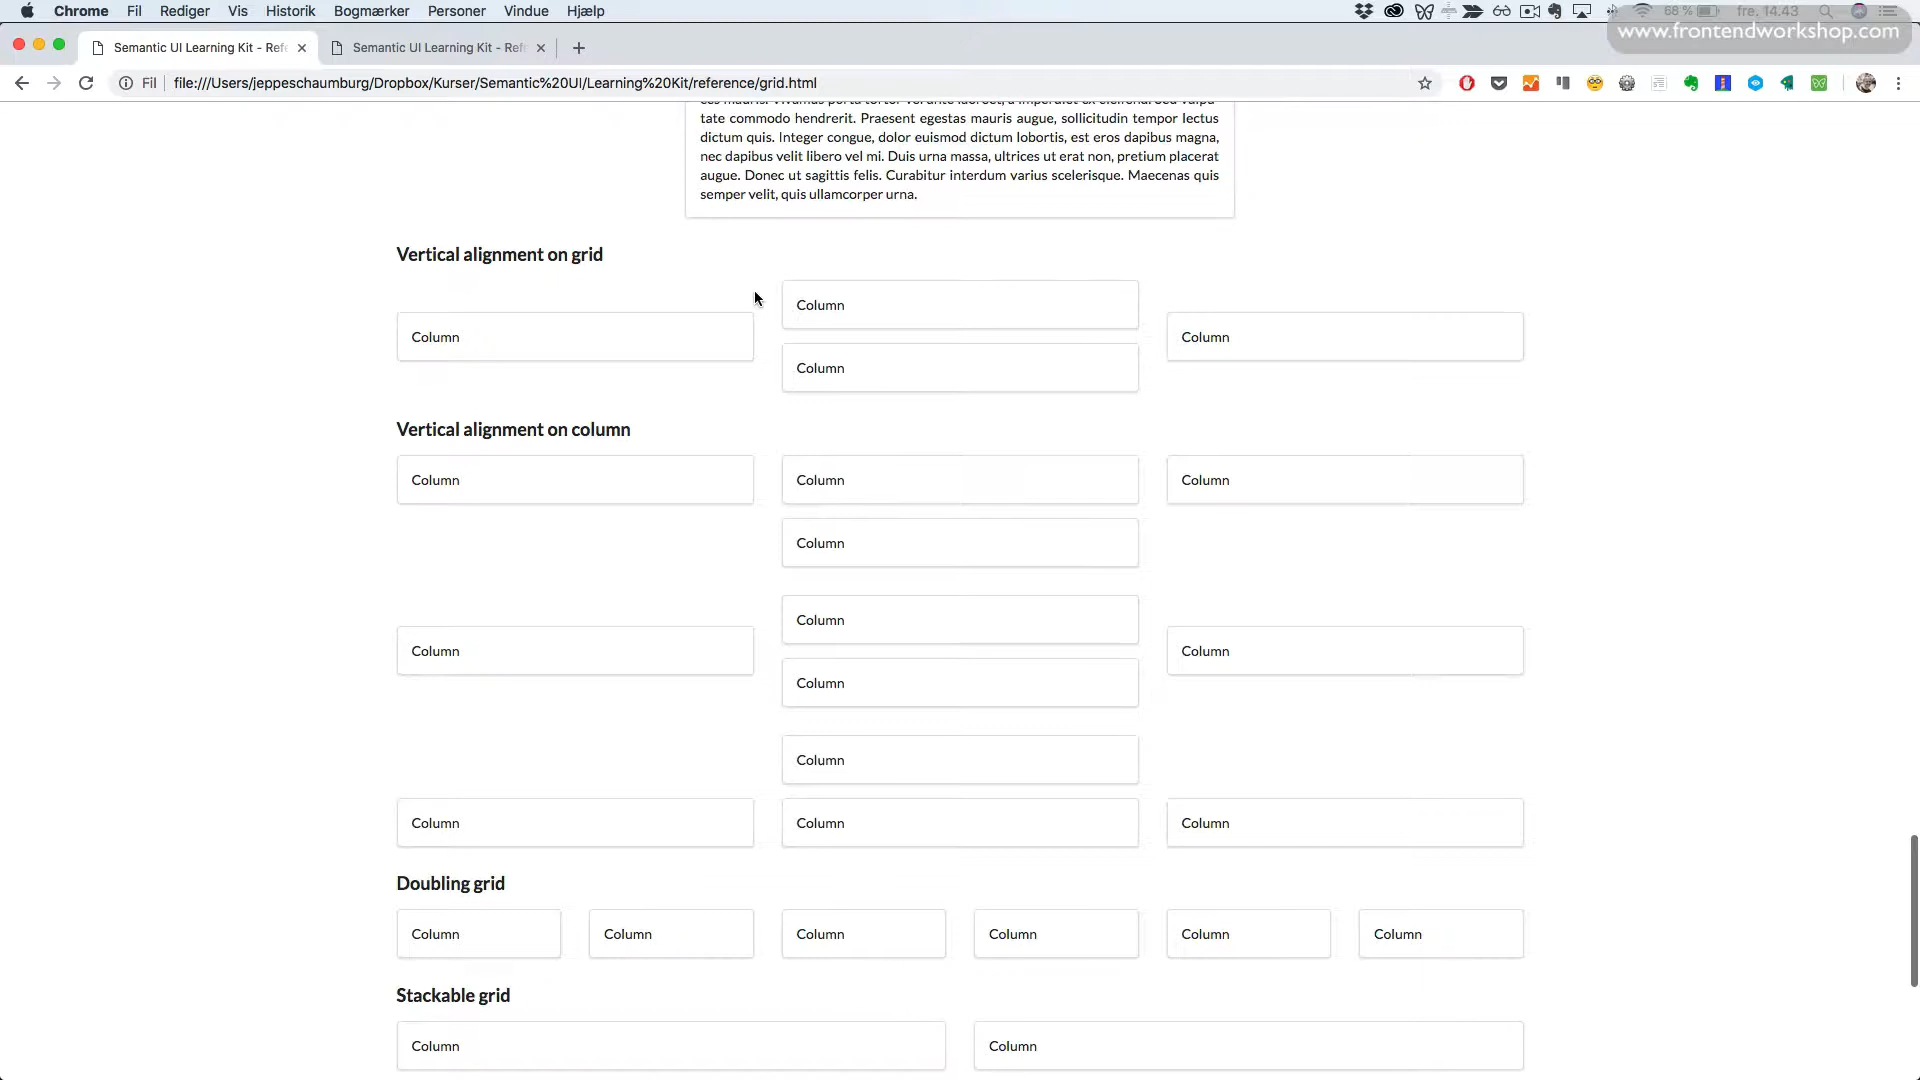 Chrome Fil Rediger Vis Historik Bogmærker Personer Vindue Hjælp
68 % fre. 14.43
www.frontendworkshop.com
Semantic UI Learning Kit - Refe
Semantic UI Learning Kit - Refe
Fil
file:///Users/jeppeschaumburg/Dropbox/Kurser/Semantic%20UI/Learning%20Kit/reference/grid.html
tate commodo hendrerit. Praesent egestas mauris augue, sollicitudin tempor lectus
dictum quis. Integer congue, dolor euismod dictum lobortis, est eros dapibus magna,
nec dapibus velit libero vel mi. Duis urna massa, ultrices ut erat non, pretium placerat
augue. Donec ut sagittis felis. Curabitur interdum varius scelerisque. Maecenas quis
semper velit, quis ullamcorper urna.
Vertical alignment on grid
Column
Column
Column
Column
Vertical alignment on column
Column Column Column
Column
Column
Column Column
Column
Column
Column Column Column
Doubling grid
Column Column Column Column Column Column
Stackable grid
Column Column